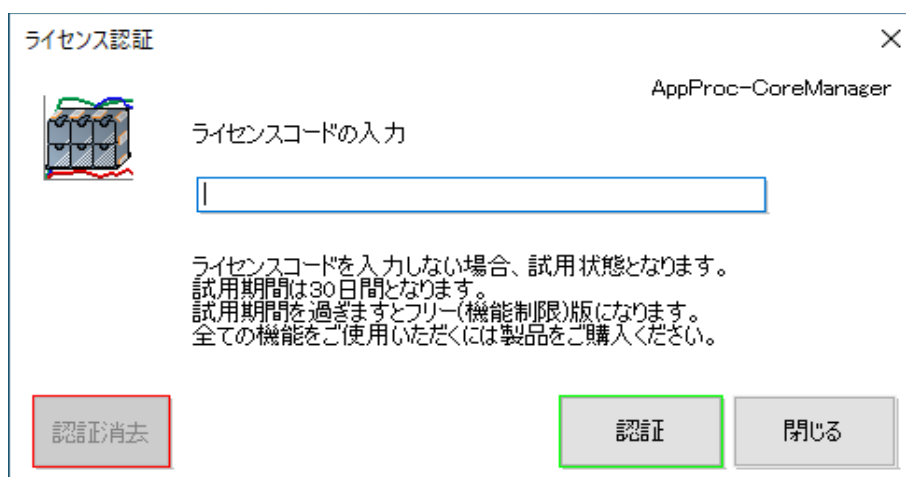 ライセンス認証
AppProc-CoreManager
ライセンスコードの入力
ライセンスコードを入力しない場合、試用状態となります。
試用期間は30日間となります。
試用期間を過ぎますとフリー(機能制限)版になります。
全ての機能をご使用いただくには製品をご購入ください。
認証消去
認証
閉じる